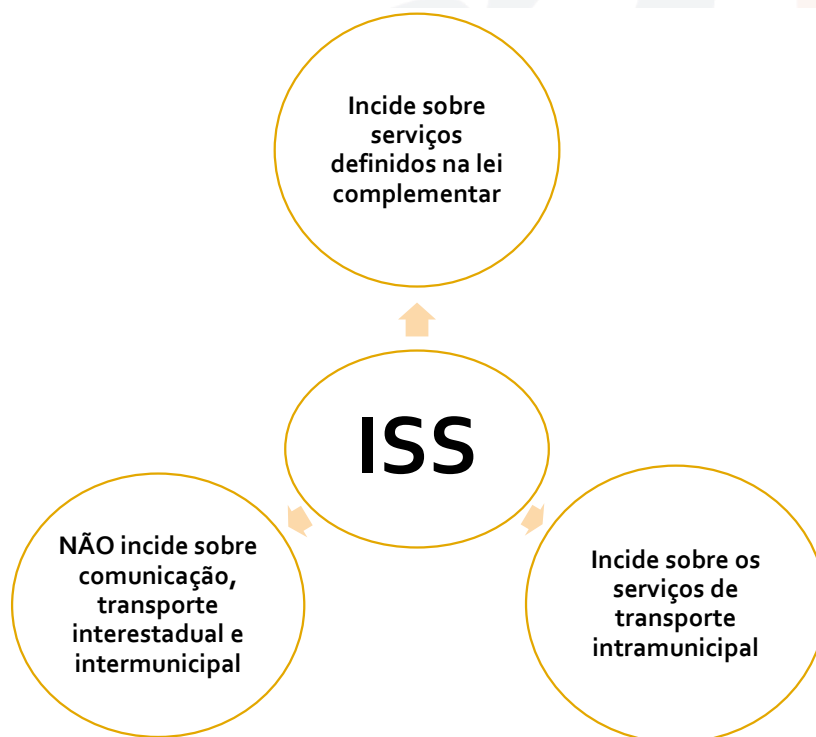 Incide sobre
serviços
definidos na lei
complementar
ISS
NÃO incide sobre
comunicação,
transporte
interestadual e
intermunicipal
Incide sobre os
serviços de
transporte
intramunicipal